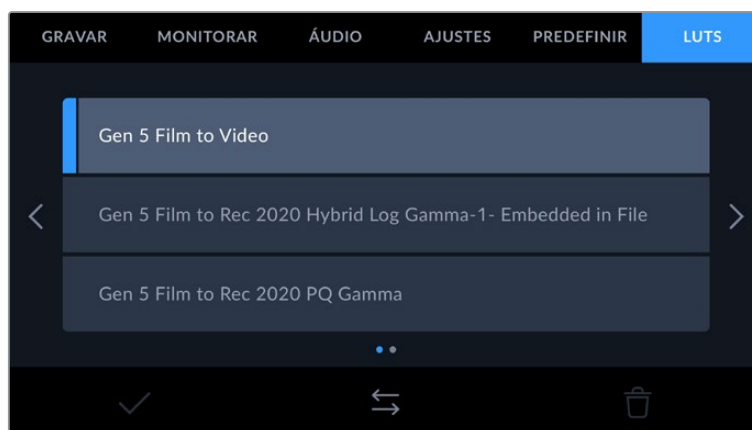 GRAVAR MONITORAR ÁUDIO AJUSTES PREDEFINIR LUTS
Gen 5 Film to Video
Gen 5 Film to Rec 2020 Hybrid Log Gamma-1- Embedded in File
Gen 5 Film to Rec 2020 PQ Gamma